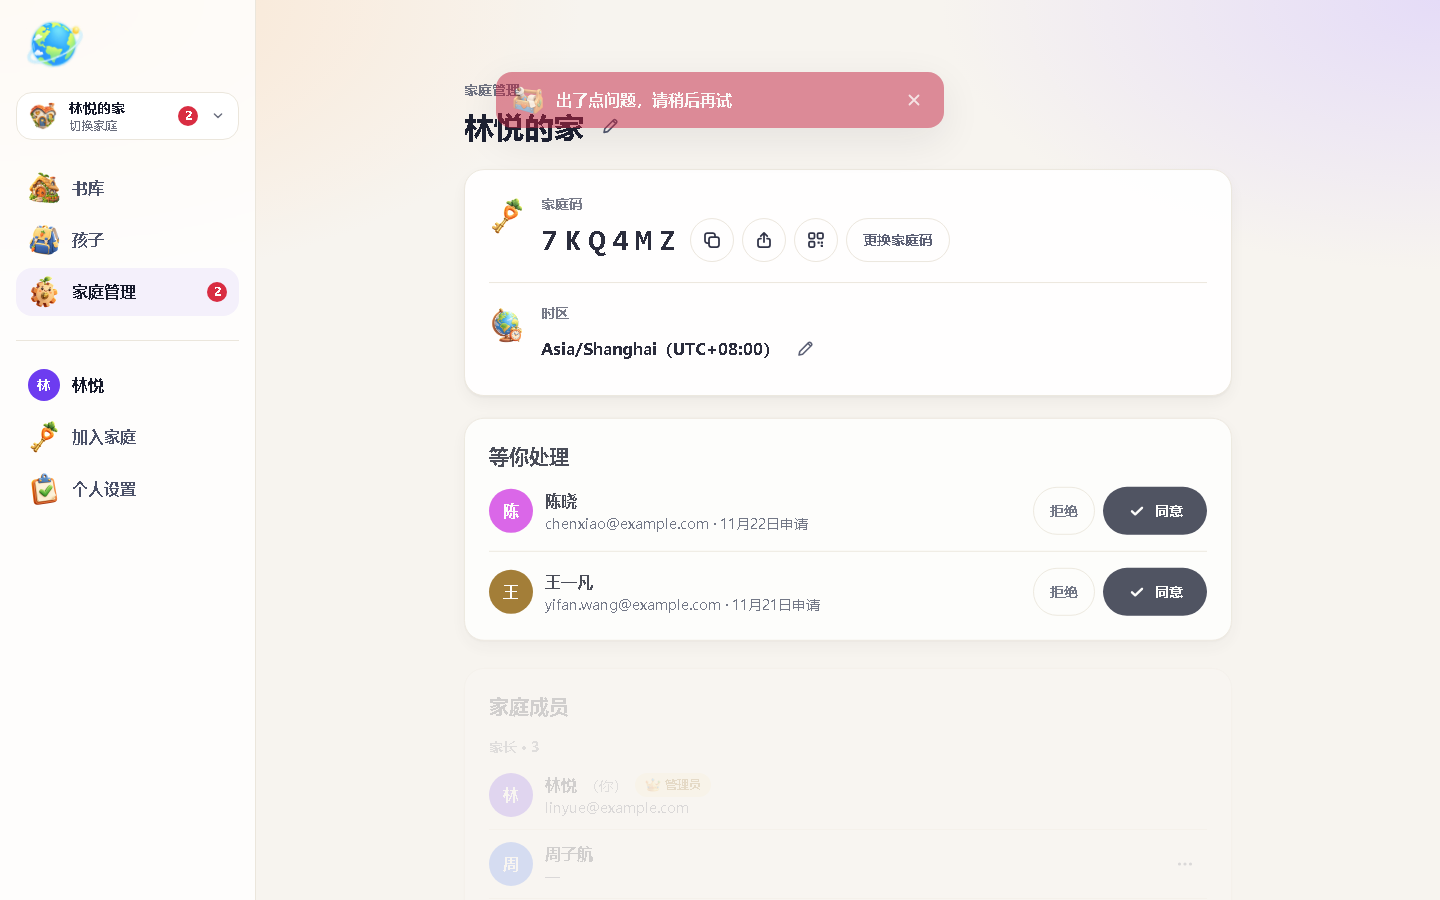 林悦的家
切换家庭
2
书库
孩子
家庭管理
2
林
林悦
加入家庭
个人设置
家庭管理
出了点问题，请稍后再试
林悦的家
家庭码
7KQ4MZ
更换家庭码
时区
Asia/Shanghai（UTC+08:00）
等你处理
陈
陈晓
chenxiao@example.com · 11月22日申请
拒绝
同意
王
王一凡
yifan.wang@example.com · 11月21日申请
拒绝
同意
家庭成员
家长 • 3
林
林悦 （你） 管理员
linyue@example.com
周
周子航
—